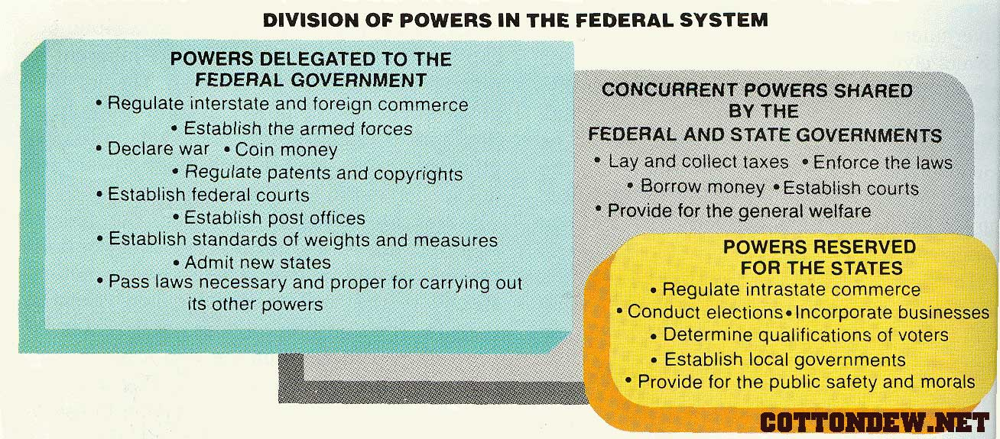 DIVISION OF POWERS IN THE FEDERAL SYSTEM
POWERS DELEGATED TO THE
FEDERAL GOVERNMENT
• Regulate interstate and foreign commerce
• Establish the armed forces
• Declare war • Coin money
• Regulate patents and copyrights
• Establish federal courts
• Establish post offices
• Establish standards of weights and measures
• Admit new states
• Pass laws necessary and proper for carrying out
its other powers
CONCURRENT POWERS SHARED
BY THE
FEDERAL AND STATE GOVERNMENTS
• Lay and collect taxes • Enforce the laws
• Borrow money • Establish courts
• Provide for the general welfare
POWERS RESERVED
FOR THE STATES
• Regulate intrastate commerce
• Conduct elections • Incorporate businesses
• Determine qualifications of voters
• Establish local governments
• Provide for the public safety and morals
COTTONDEW.NET